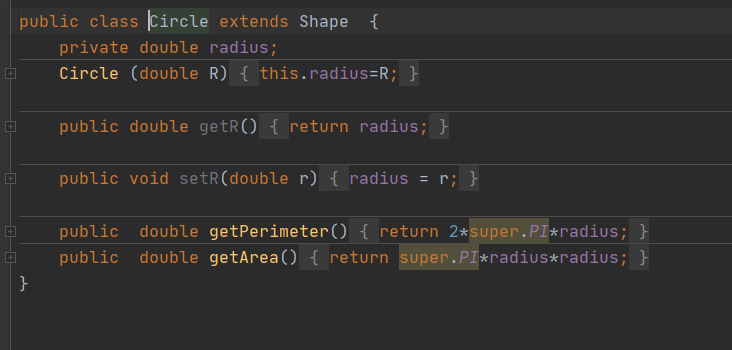 public class Circle extends Shape {
private double radius;
Circle (double R) { this.radius=R; }
public double getR() { return radius; }
public void setR(double r) { radius = r; }
public double getPerimeter() { return 2*super.PI*radius; }
public double getArea() { return super.PI*radius*radius; }
}